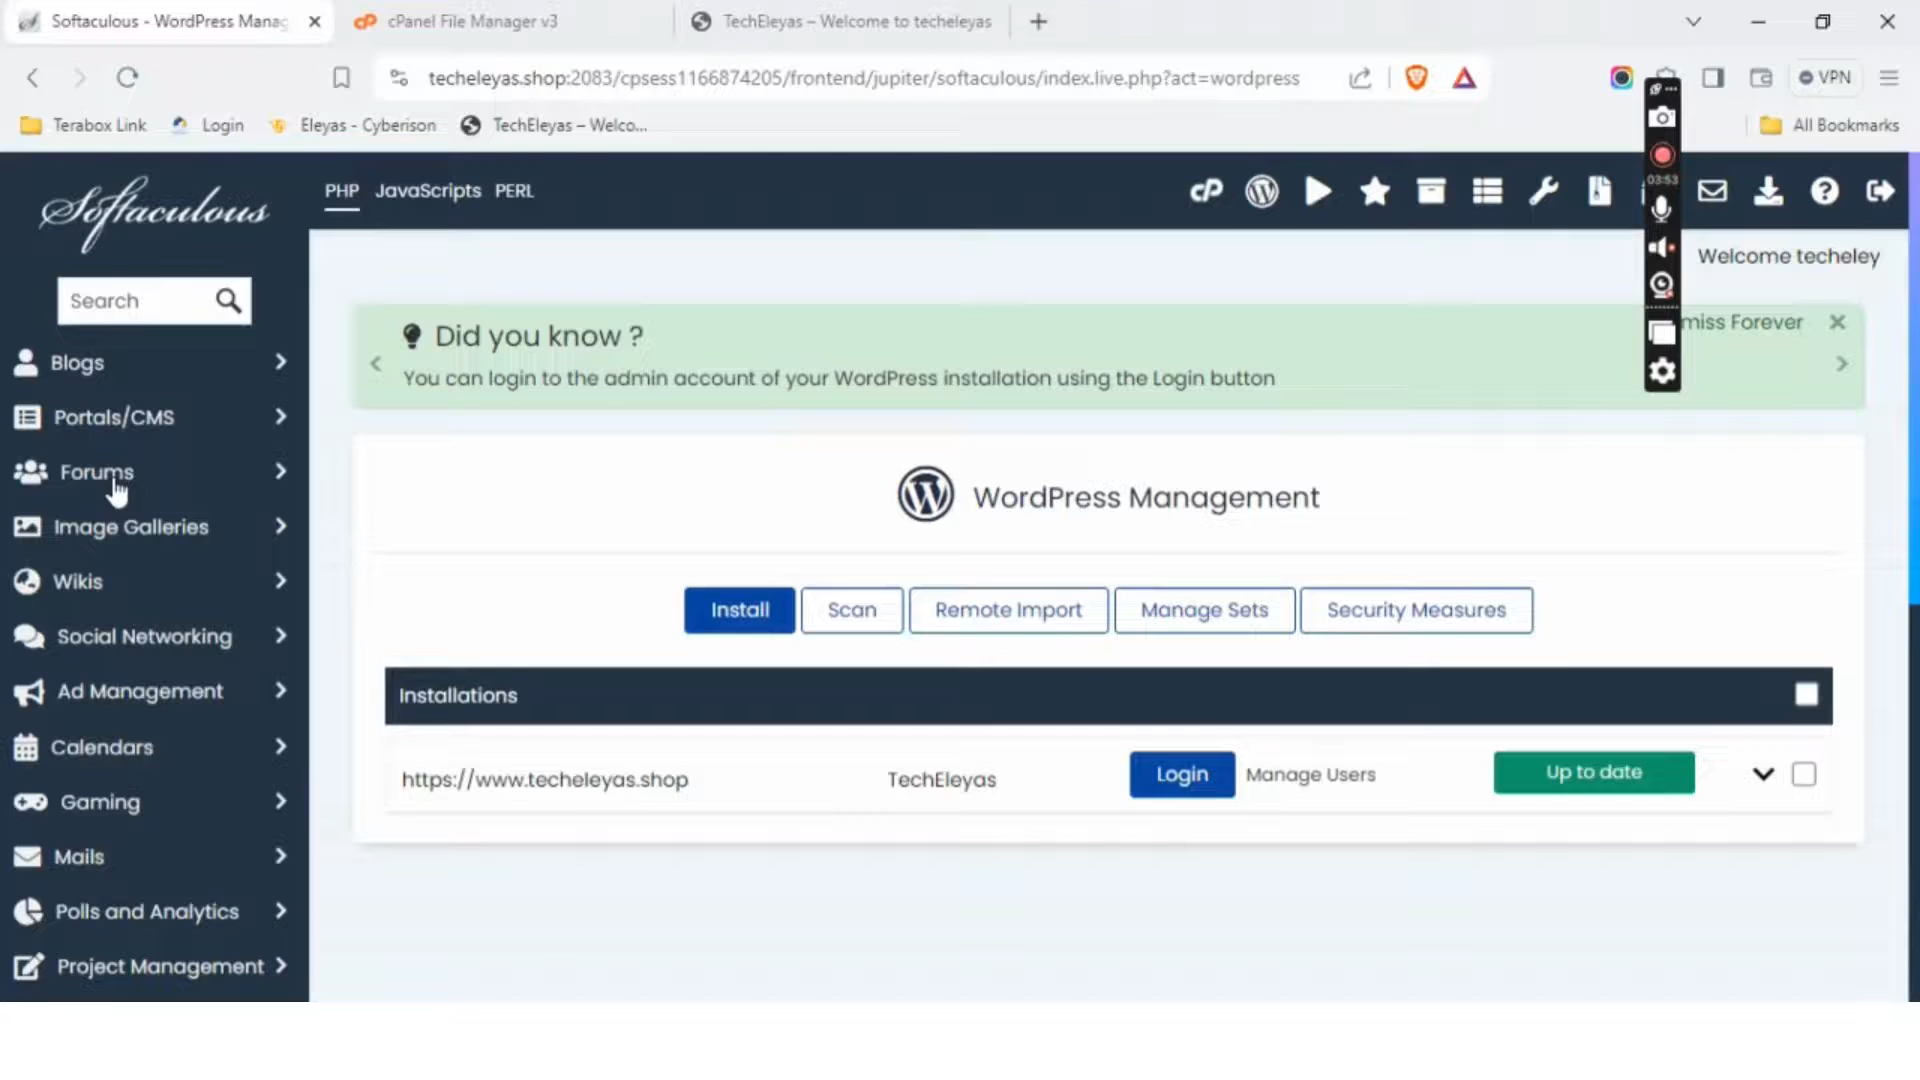 Softaculous - WordPress Manag
cPanel File Manager v3
TechEleyas – Welcome to techeleyas
techeleyas.shop:2083/cpsess1166874205/frontend/jupiter/softaculous/index.live.php?act=wordpress
VPN
Terabox Link
Login
Eleyas - Cyberison
TechEleyas – Welco...
All Bookmarks
Softaculous
PHP JavaScripts PERL
03:53
Welcome techeley
Search
Did you know ?
miss Forever
You can login to the admin account of your WordPress installation using the Login button
Blogs
Portals/CMS
Forums
Image Galleries
Wikis
Social Networking
Ad Management
Calendars
Gaming
Mails
Polls and Analytics
Project Management
WordPress Management
Install Scan Remote Import Manage Sets Security Measures
Installations
https://www.techeleyas.shop TechEleyas Login Manage Users Up to date